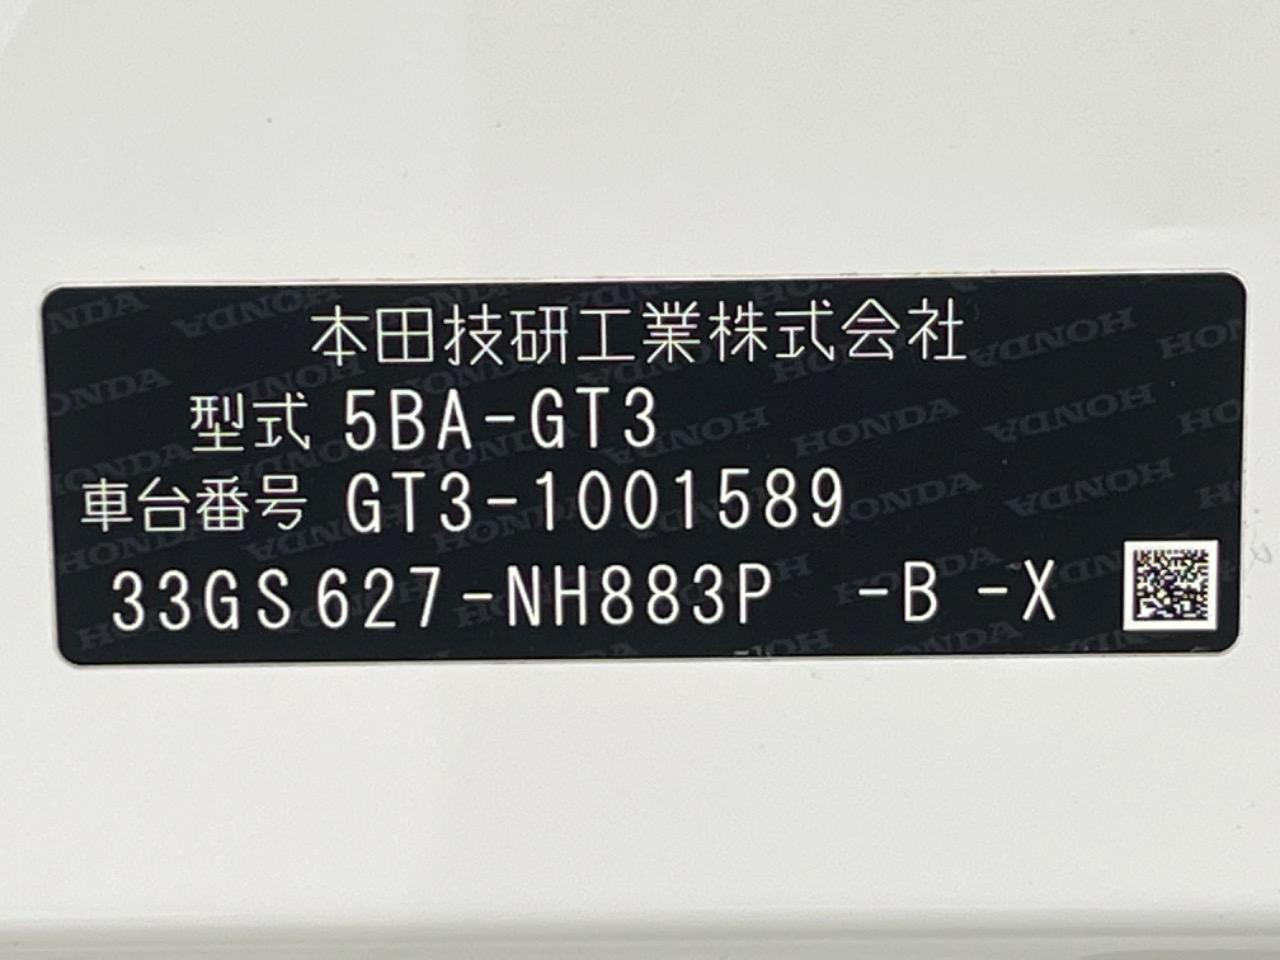 本田技研工業株式会社
型式 5BA-GT3
車台番号 GT3-1001589
33GS627-NH883P -B -X